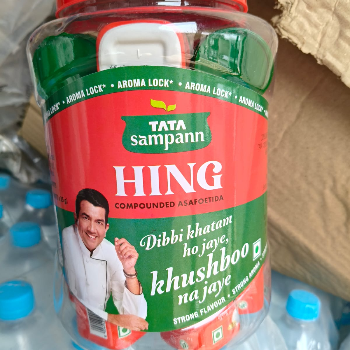 • AROMA LOCK* • AROMA LOCK* • AROMA LOCK* • AROMA LOCK* •
TATA
sampann
HING
COMPOUNDED ASAFOETIDA
Dibbi khatam
ho jaye,
khushboo
na jaye
STRONG FLAVOUR • STRONG